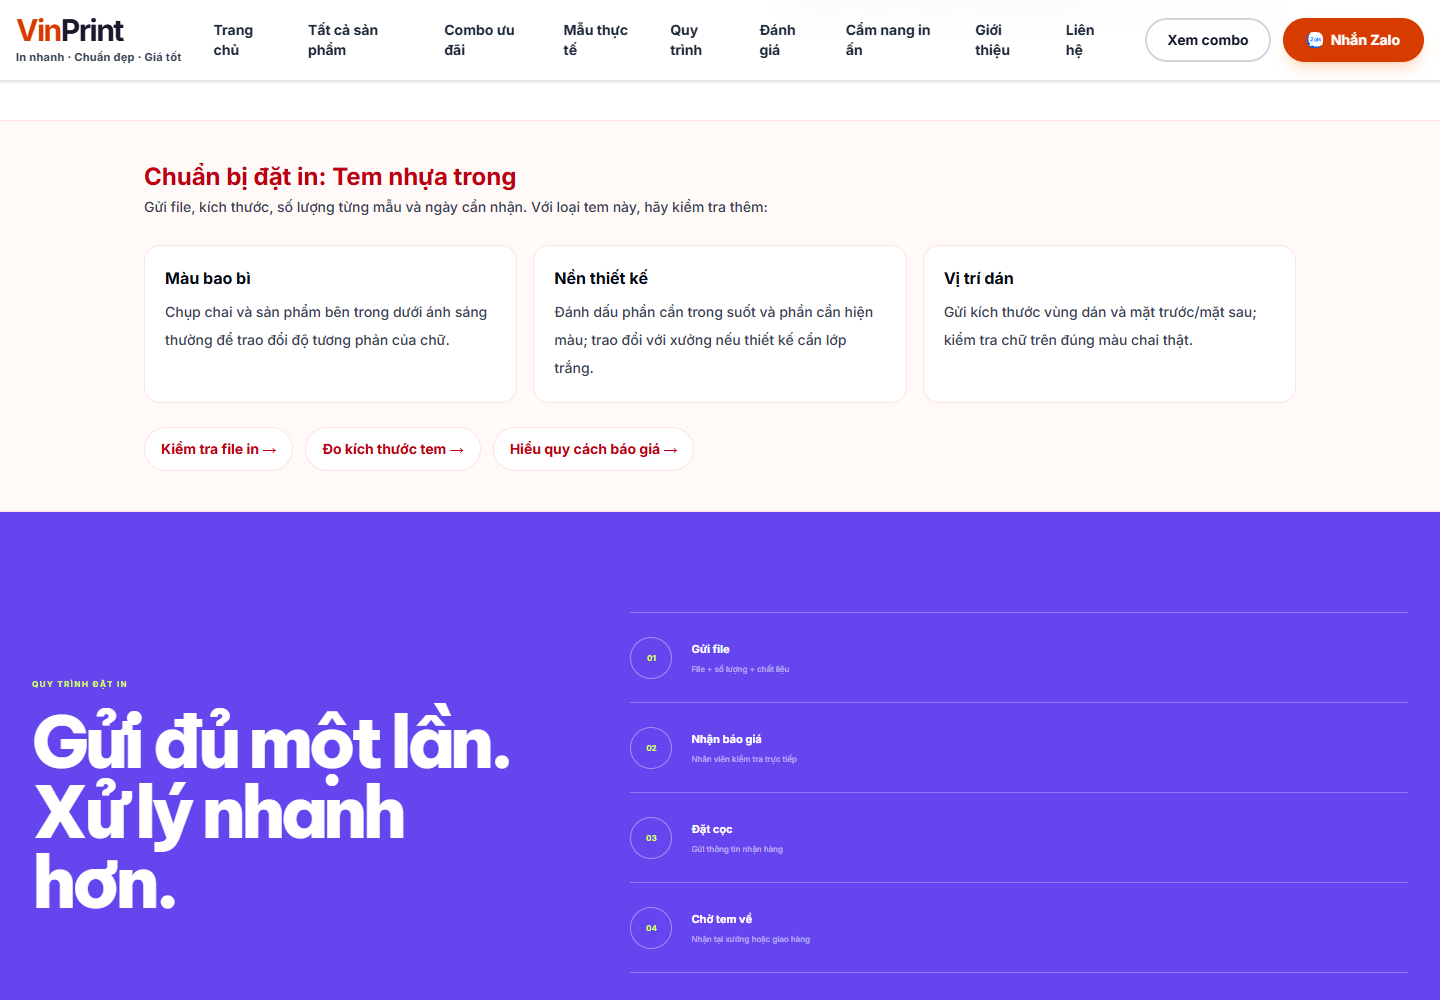 VinPrint
In nhanh · Chuẩn đẹp · Giá tốt
Trang chủ
Tất cả sản phẩm
Combo ưu đãi
Mẫu thực tế
Quy trình
Đánh giá
Cẩm nang in ấn
Giới thiệu
Liên hệ
Xem combo
Zalo Nhắn Zalo
Chuẩn bị đặt in: Tem nhựa trong
Gửi file, kích thước, số lượng từng mẫu và ngày cần nhận. Với loại tem này, hãy kiểm tra thêm:
Màu bao bì
Chụp chai và sản phẩm bên trong dưới ánh sáng
thường để trao đổi độ tương phản của chữ.
Nền thiết kế
Đánh dấu phần cần trong suốt và phần cần hiện
màu; trao đổi với xưởng nếu thiết kế cần lớp
trắng.
Vị trí dán
Gửi kích thước vùng dán và mặt trước/mặt sau;
kiểm tra chữ trên đúng màu chai thật.
Kiểm tra file in →
Đo kích thước tem →
Hiểu quy cách báo giá →
QUY TRÌNH ĐẶT IN
Gửi đủ một lần.
Xử lý nhanh
hơn.
01
Gửi file
File + số lượng + chất liệu
02
Nhận báo giá
Nhân viên kiểm tra trực tiếp
03
Đặt cọc
Gửi thông tin nhận hàng
04
Chờ tem về
Nhận tại xưởng hoặc giao hàng